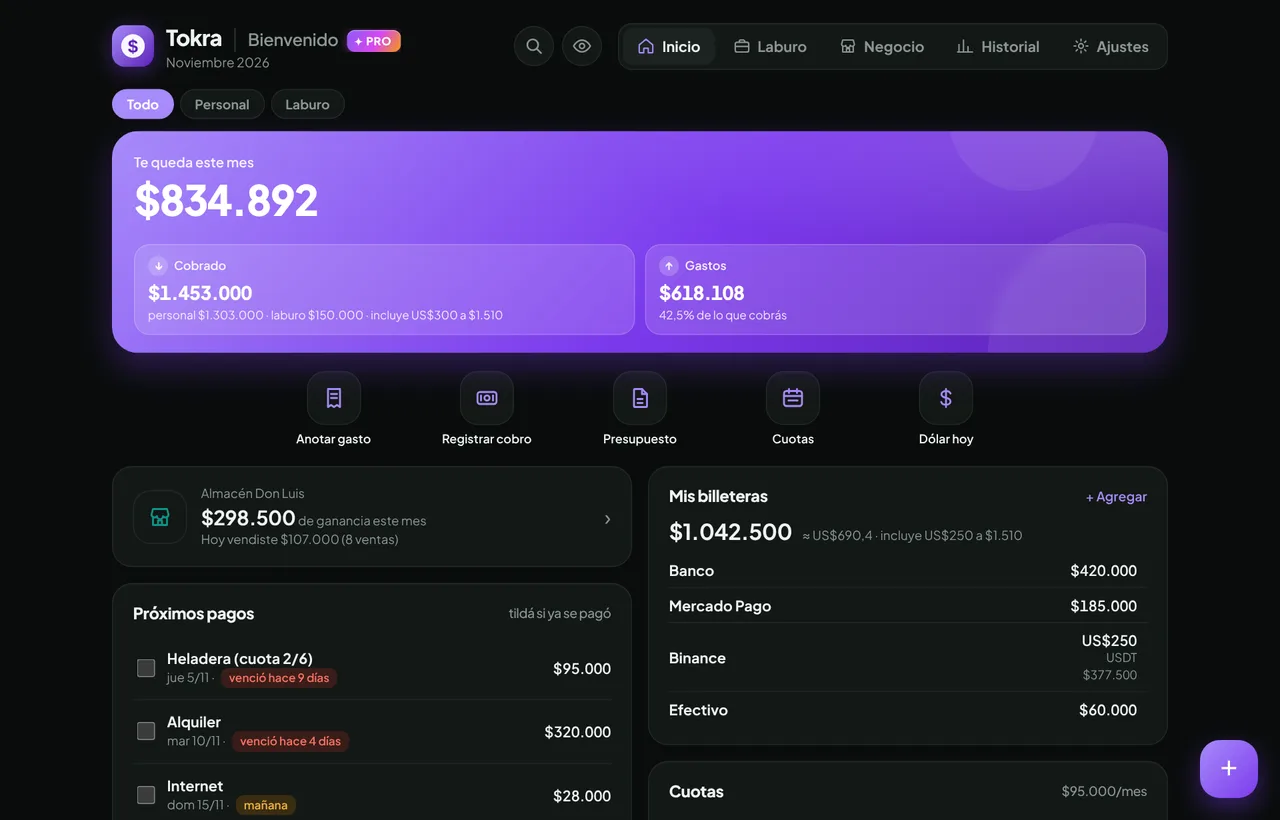 Tokra | Bienvenido + PRO
Noviembre 2026
Inicio
Laburo
Negocio
Historial
Ajustes
Todo
Personal
Laburo
Te queda este mes
$834.892
↓ Cobrado
$1.453.000
personal $1.303.000 · laburo $150.000 · incluye US$300 a $1.510
↑ Gastos
$618.108
42,5% de lo que cobrás
Anotar gasto
Registrar cobro
Presupuesto
Cuotas
Dólar hoy
Almacén Don Luis
$298.500 de ganancia este mes
Hoy vendiste $107.000 (8 ventas)
Próximos pagos
tildá si ya se pagó
Heladera (cuota 2/6)
jue 5/11 · venció hace 9 días
$95.000
Alquiler
mar 10/11 · venció hace 4 días
$320.000
Internet
dom 15/11 · mañana
$28.000
Mis billeteras
+ Agregar
$1.042.500 ≈ US$690,4 · incluye US$250 a $1.510
Banco
$420.000
Mercado Pago
$185.000
Binance
US$250
USDT
$377.500
Efectivo
$60.000
Cuotas
$95.000/mes